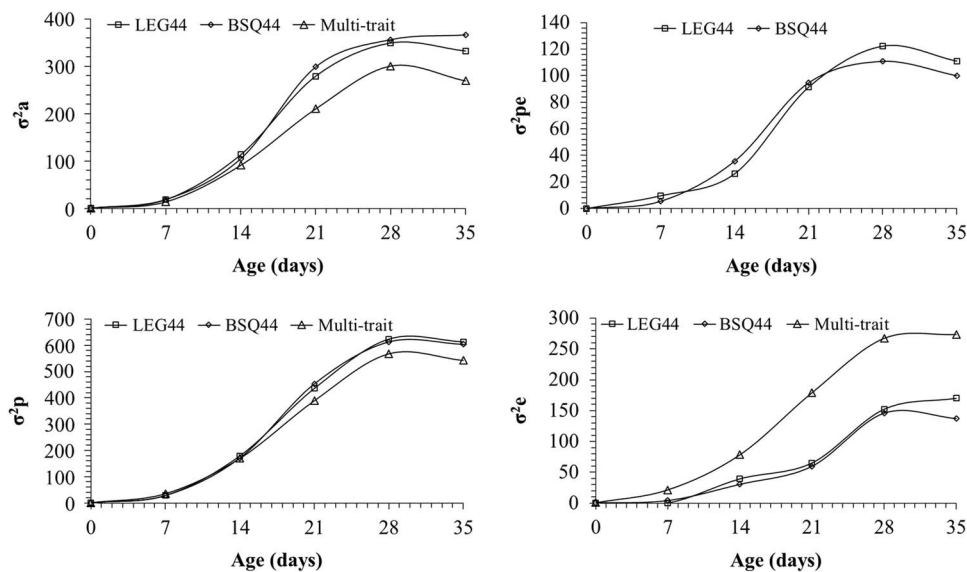 LEG44 BSQ44 Multi-trait
400
300
200
100
0
σ²a
0 7 14 21 28 35
Age (days)
LEG44 BSQ44
140
120
100
80
60
40
20
0
σ²pe
0 7 14 21 28 35
Age (days)
LEG44 BSQ44 Multi-trait
700
600
500
400
300
200
100
0
σ²p
0 7 14 21 28 35
Age (days)
LEG44 BSQ44 Multi-trait
300
250
200
150
100
50
0
σ²e
0 7 14 21 28 35
Age (days)